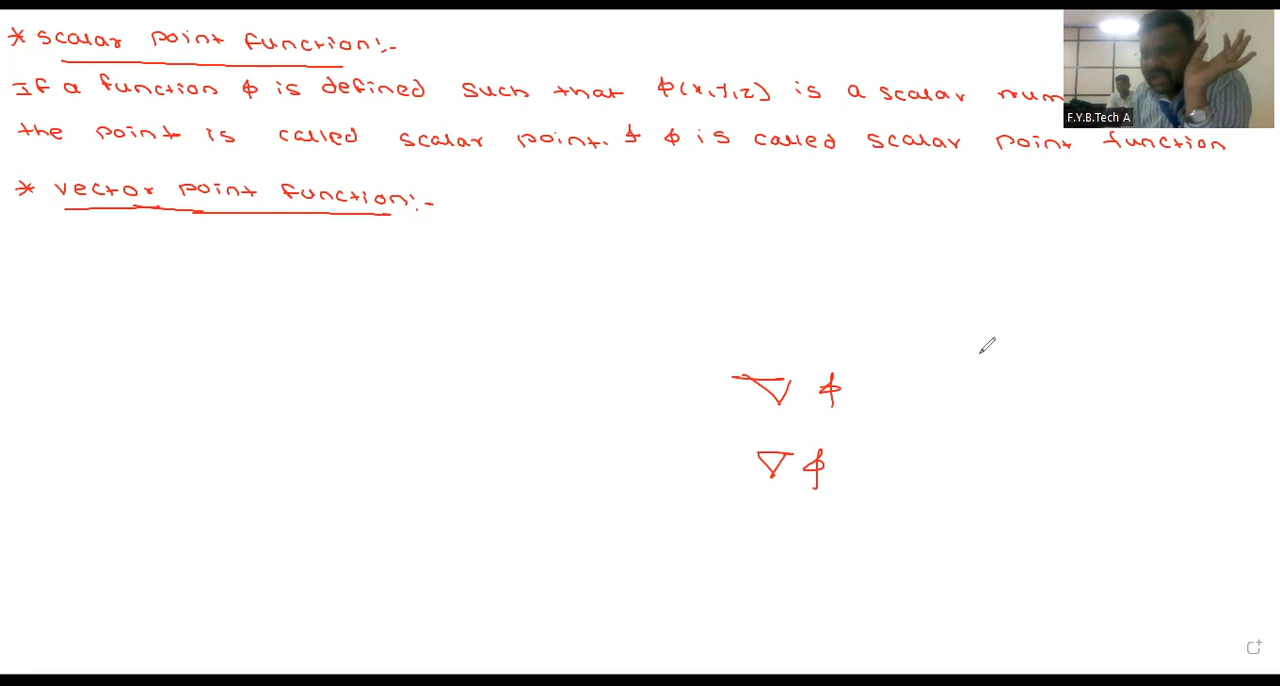 * scalar point function:-
If a function ϕ is defined such that ϕ(x,y,z) is a scalar num
the point is called scalar point. & ϕ is called scalar point function
* vector point function:-
∇ ϕ
∇ ϕ
F.Y.B.Tech A